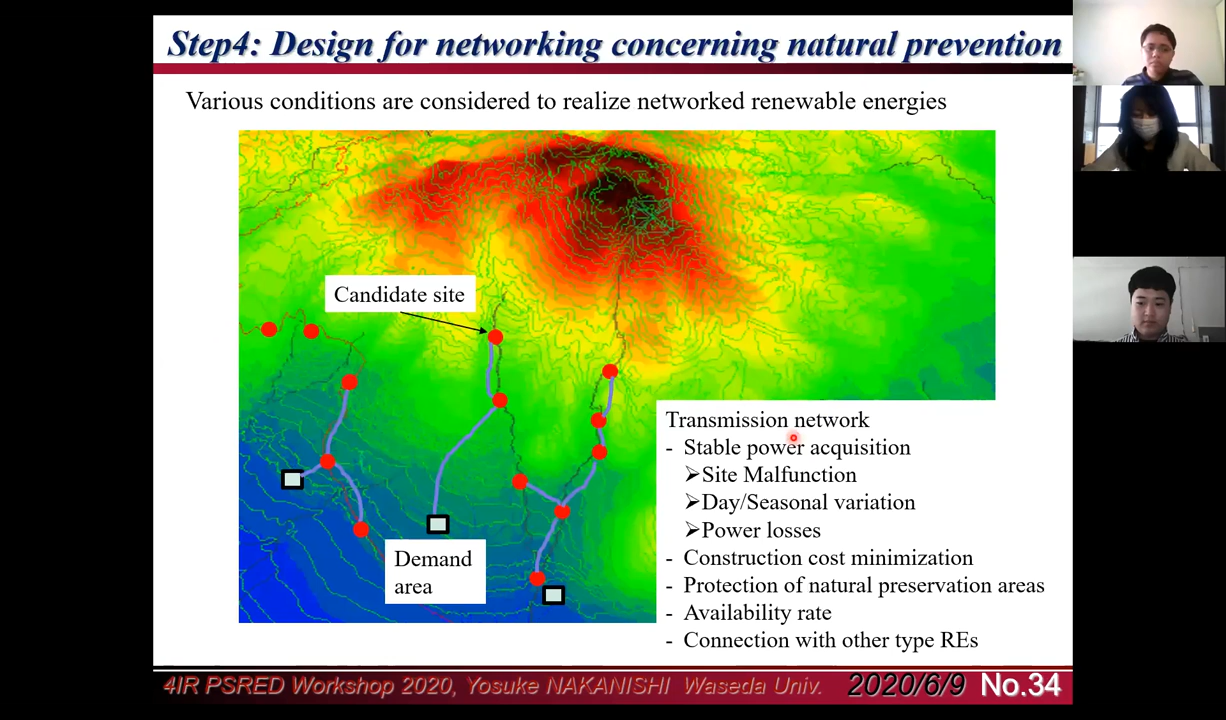 Step4: Design for networking concerning natural prevention
Various conditions are considered to realize networked renewable energies
Candidate site
Demand
area
Transmission network
- Stable power acquisition
➢Site Malfunction
➢Day/Seasonal variation
➢Power losses
- Construction cost minimization
- Protection of natural preservation areas
- Availability rate
- Connection with other type REs
4IR PSRED Workshop 2020, Yosuke NAKANISHI Waseda Univ. 2020/6/9 No.34